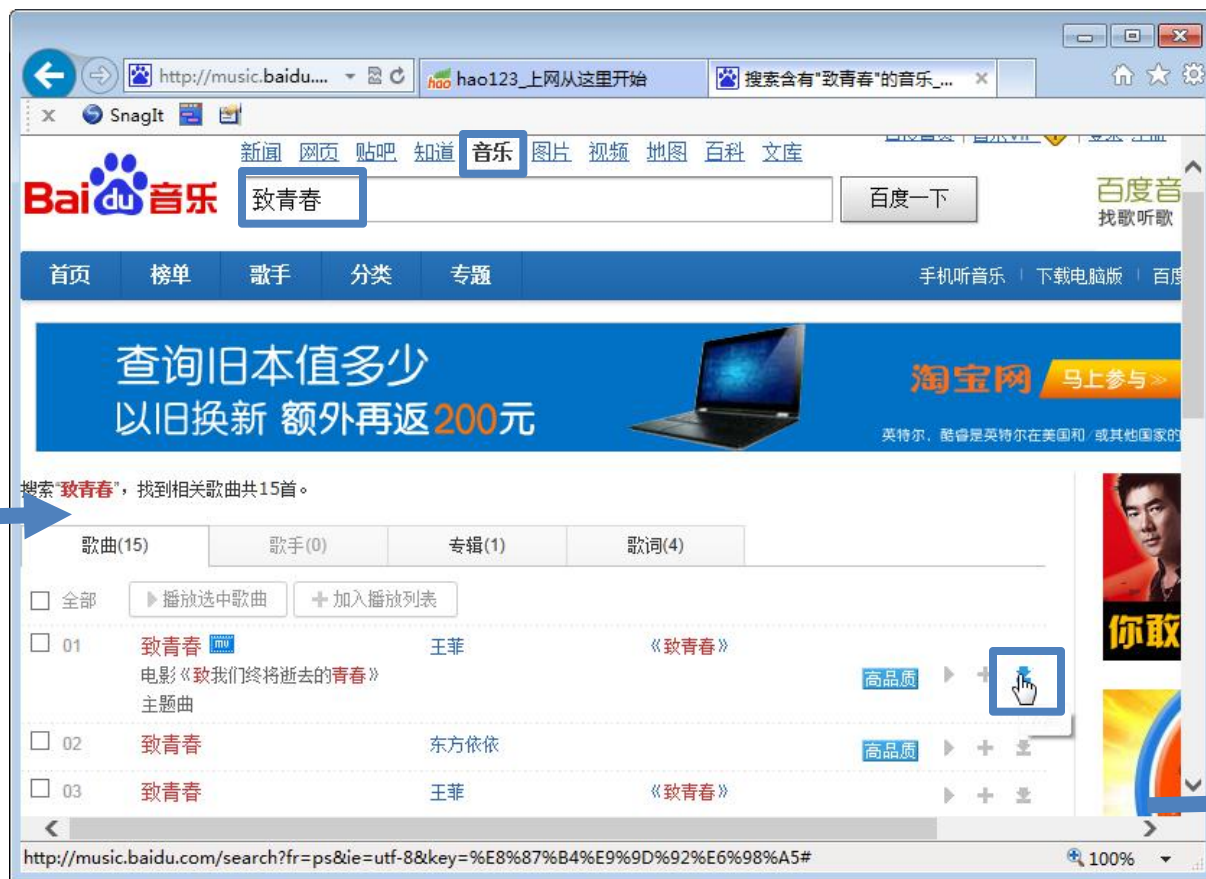 http://music.baidu.... hao123_上网从这里开始 搜索含有"致青春"的音乐_...
x SnagIt
新闻 网页 贴吧 知道 音乐 图片 视频 地图 百科 文库
Bai du 音乐 致青春 百度一下 百度音
找歌听歌
首页 榜单 歌手 分类 专题 手机听音乐 下载电脑版 百度
查询旧本值多少
以旧换新 额外再返200元
淘宝网 马上参与
英特尔,酷睿是英特尔在美国和/或其他国家的
搜索"致青春",找到相关歌曲共15首。
歌曲(15) 歌手(0) 专辑(1) 歌词(4)
全部 播放选中歌曲 加入播放列表
01 致青春 mv 王菲 《致青春》
电影《致我们终将逝去的青春》 高品质
主题曲
你敢
02 致青春 东方依依 高品质
03 致青春 王菲 《致青春》
http://music.baidu.com/search?fr=ps&ie=utf-8&key=%E8%87%B4%E9%9D%92%E6%98%A5# 100%